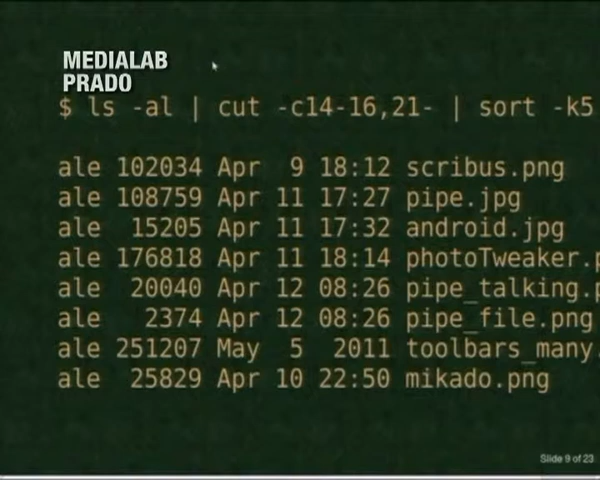 MEDIALAB
PRADO
$ ls -al | cut -c14-16,21- | sort -k5
ale 102034 Apr  9 18:12 scribus.png
ale 108759 Apr 11 17:27 pipe.jpg
ale  15205 Apr 11 17:32 android.jpg
ale 176818 Apr 11 18:14 photoTweaker.p
ale  20040 Apr 12 08:26 pipe_talking.p
ale   2374 Apr 12 08:26 pipe_file.png
ale 251207 May  5  2011 toolbars_many.
ale  25829 Apr 10 22:50 mikado.png
Slide 9 of 23